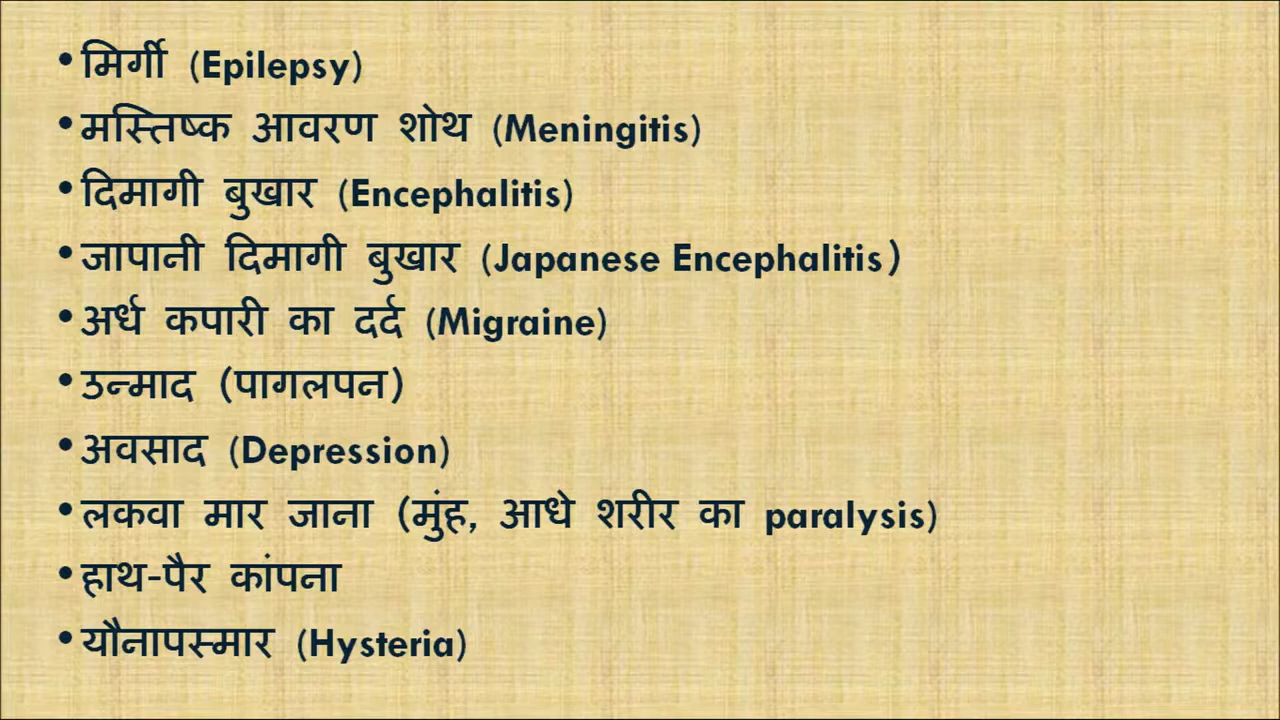 •मिर्गी (Epilepsy)
•मस्तिष्क आवरण शोथ (Meningitis)
•दिमागी बुखार (Encephalitis)
•जापानी दिमागी बुखार (Japanese Encephalitis)
•अर्ध कपारी का दर्द (Migraine)
•उन्माद (पागलपन)
•अवसाद (Depression)
•लकवा मार जाना (मुंह, आधे शरीर का paralysis)
•हाथ-पैर कांपना
•यौनापस्मार (Hysteria)